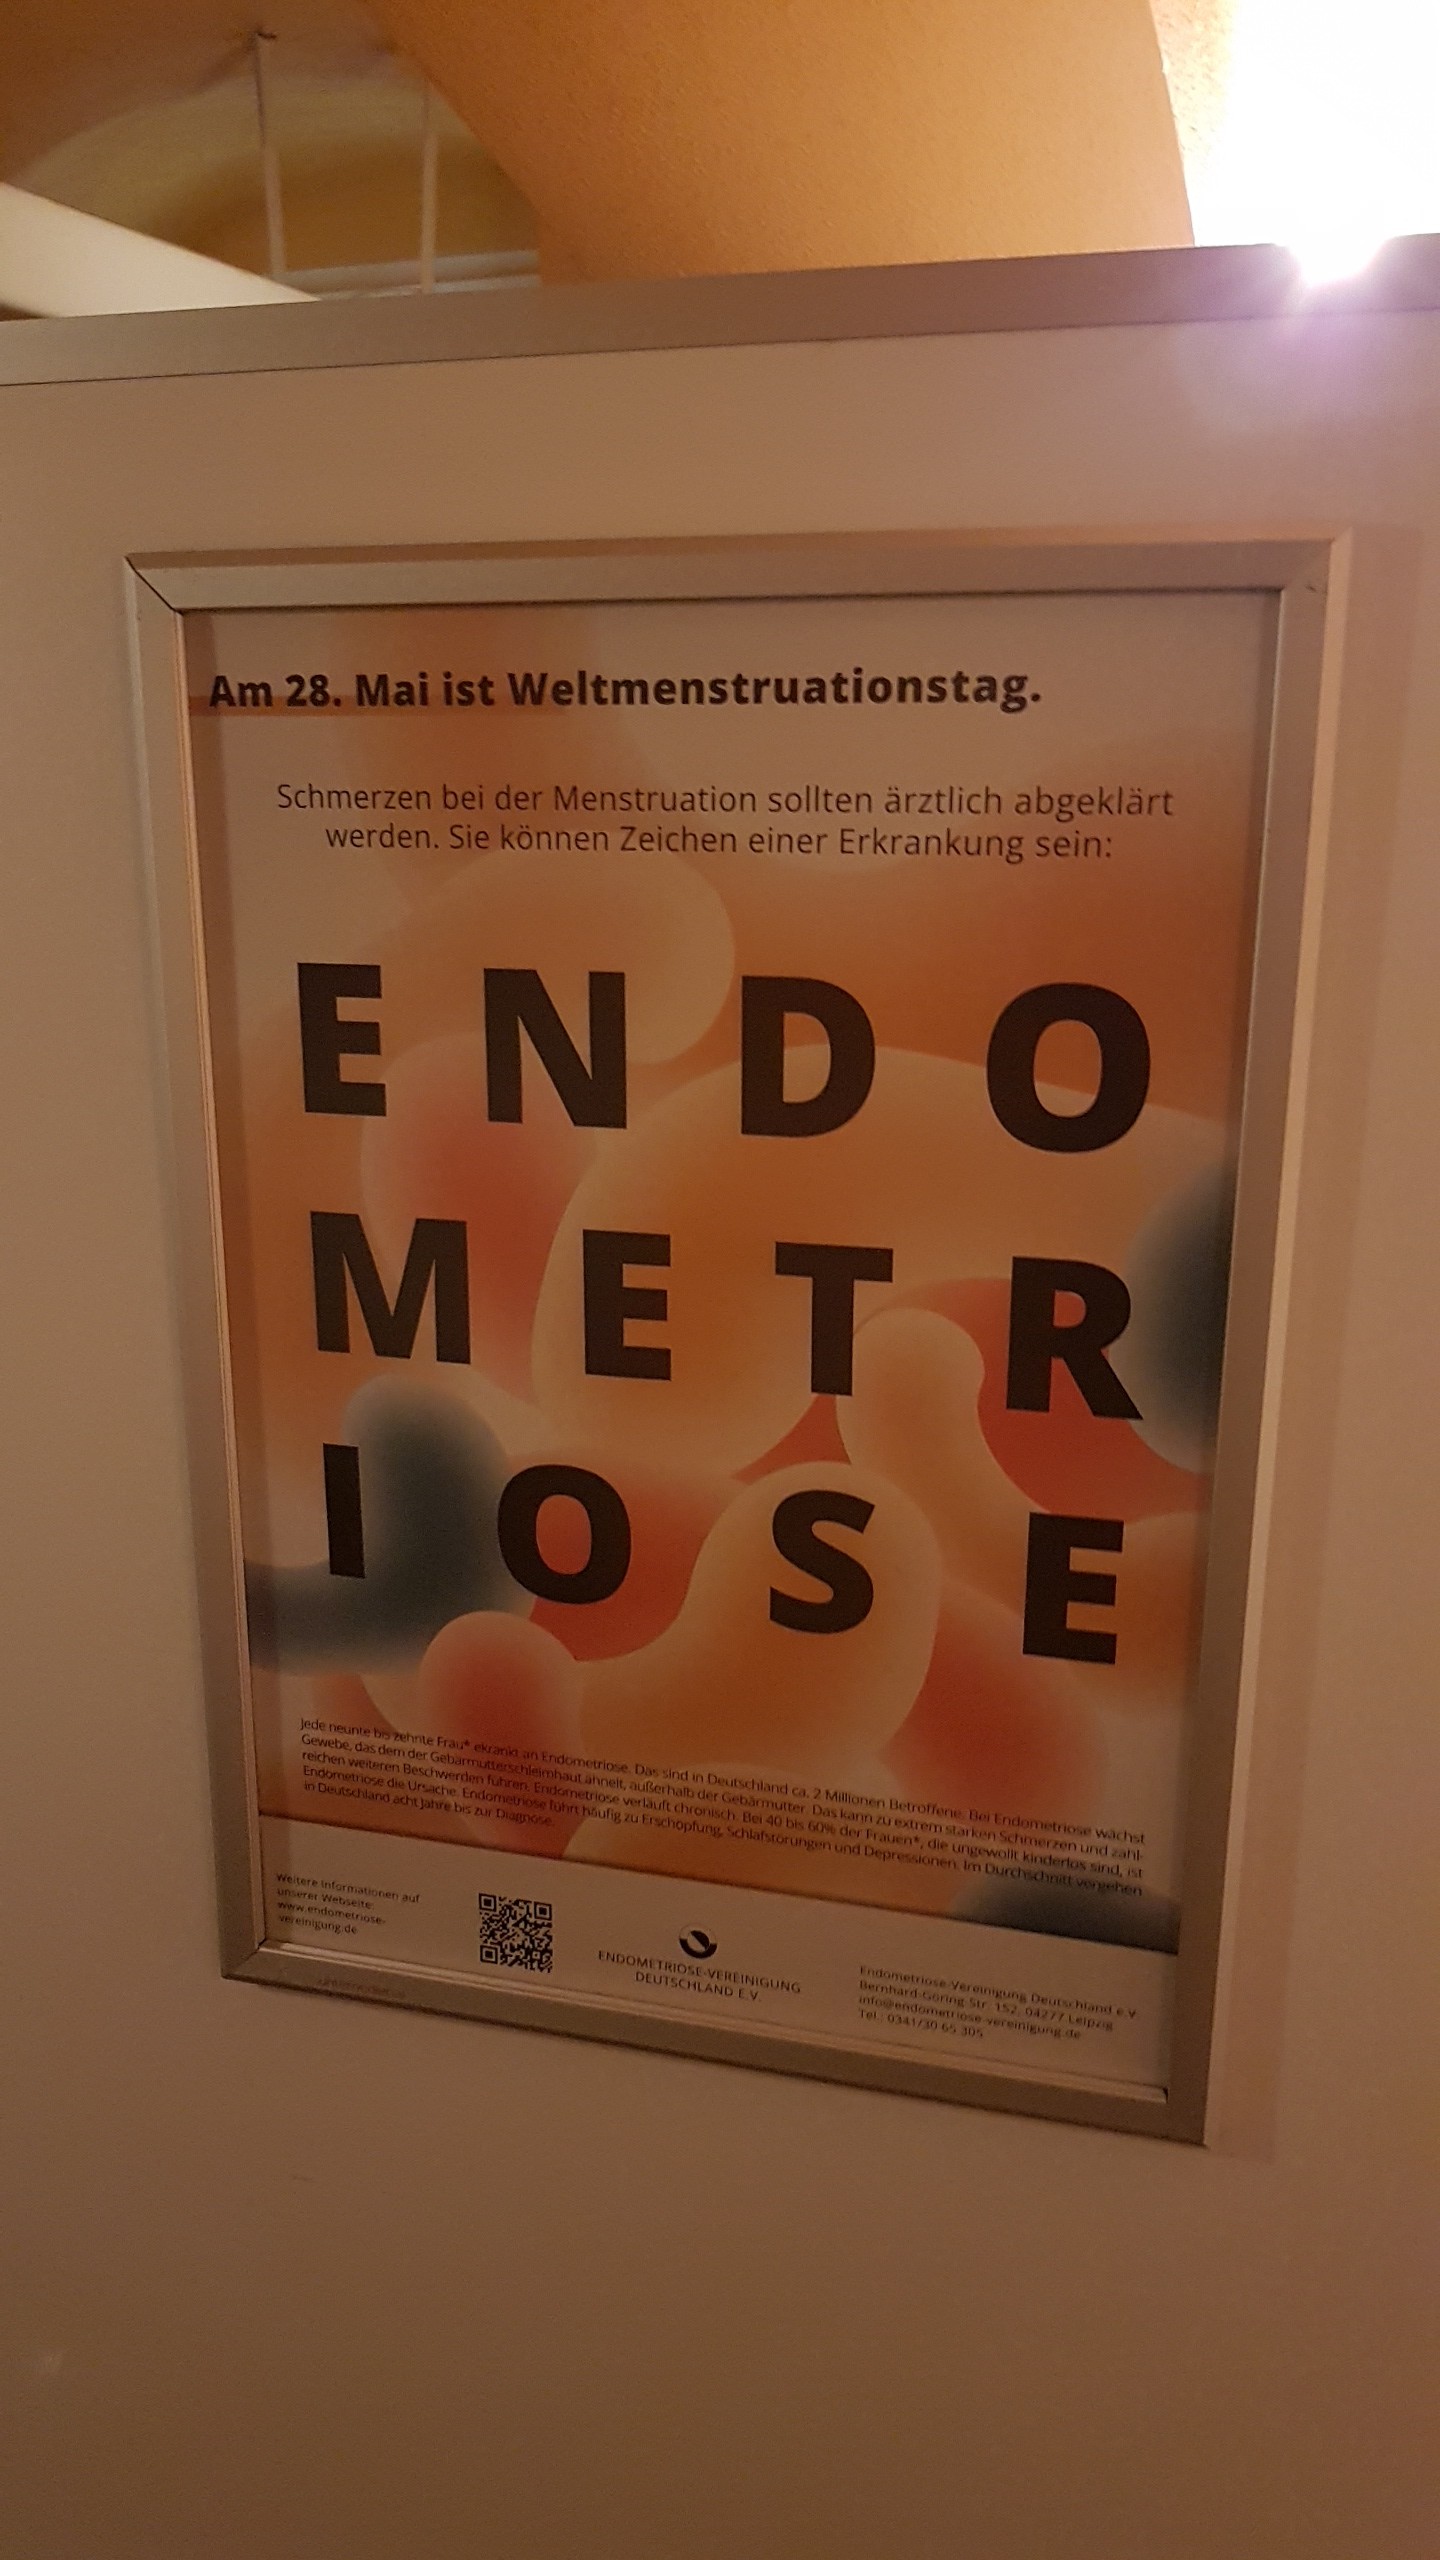 Am 28. Mai ist Weltmenstruationstag.
Schmerzen bei der Menstruation sollten ärztlich abgeklärt
werden. Sie können Zeichen einer Erkrankung sein:
E N D O
M E T R
I O S E
Jede neunte bis zehnte Frau* ekrankt an Endometriose. Das sind in Deutschland ca. 2 Millionen Betroffene. Bei Endometriose wächst
Gewebe, das dem der Gebärmutterschleimhaut ähnelt, außerhalb der Gebärmutter. Das kann zu extrem starken Schmerzen und zahl-
reichen weiteren Beschwerden führen. Endometriose verläuft chronisch. Bei 40 bis 60% der Frauen*, die ungewollt kinderlos sind, ist
Endometriose die Ursache. Endometriose führt häufig zu Erschöpfung, Schlafstörungen und Depressionen. Im Durchschnitt vergehen
in Deutschland acht Jahre bis zur Diagnose.
Weitere Informationen auf
unserer Webseite:
www.endometriose-
vereinigung.de
ENDOMETRIOSE-VEREINIGUNG
DEUTSCHLAND E.V.
Endometriose-Vereinigung Deutschland e.V.
Bernhard-Göring-Str. 152, 04277 Leipzig
info@endometriose-vereinigung.de
Tel.: 0341/30 65 305